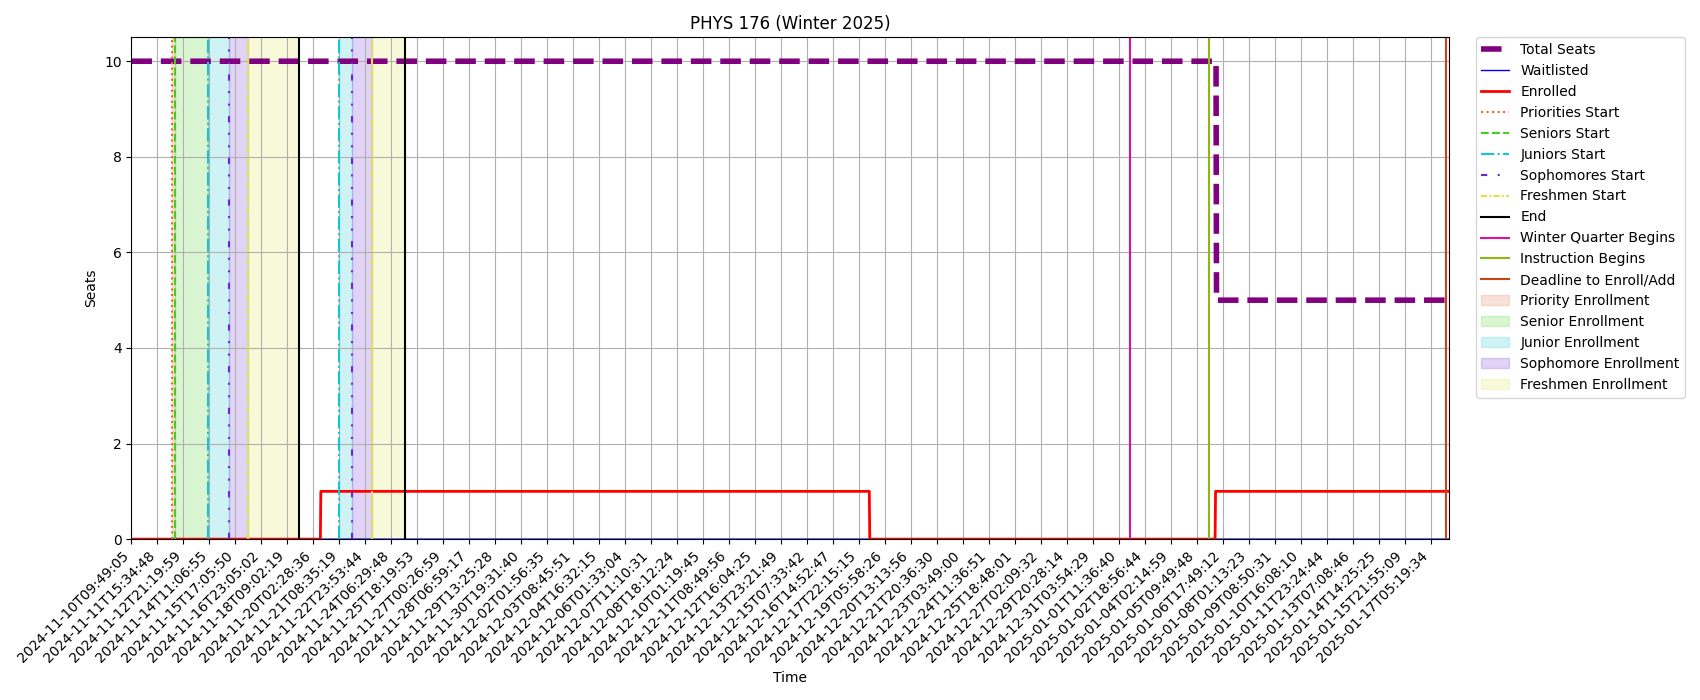 PHYS 176 (Winter 2025)
Seats
10
8
6
4
2
0
2024-11-10T09:49:05
2024-11-11T15:34:48
2024-11-12T21:19:59
2024-11-14T11:06:55
2024-11-15T17:05:50
2024-11-16T23:05:02
2024-11-18T09:02:19
2024-11-20T02:28:36
2024-11-21T08:35:19
2024-11-22T23:53:44
2024-11-24T06:29:48
2024-11-25T18:19:53
2024-11-27T00:26:59
2024-11-28T06:59:17
2024-11-29T13:25:28
2024-11-30T19:31:40
2024-12-02T01:56:35
2024-12-03T08:45:51
2024-12-04T16:32:15
2024-12-06T01:33:04
2024-12-07T11:10:31
2024-12-08T18:12:24
2024-12-10T01:19:45
2024-12-11T08:49:56
2024-12-12T16:04:25
2024-12-13T23:21:49
2024-12-15T07:33:42
2024-12-16T14:52:47
2024-12-17T22:15:15
2024-12-19T05:58:26
2024-12-20T13:13:56
2024-12-21T20:36:30
2024-12-23T03:49:00
2024-12-24T11:36:51
2024-12-25T18:48:01
2024-12-27T02:09:32
2024-12-29T20:28:14
2024-12-31T03:54:29
2025-01-01T11:36:40
2025-01-02T18:56:44
2025-01-04T02:14:59
2025-01-05T09:49:48
2025-01-06T17:49:12
2025-01-08T01:13:23
2025-01-09T08:50:31
2025-01-10T16:08:10
2025-01-11T23:24:44
2025-01-13T07:08:46
2025-01-14T14:25:25
2025-01-15T21:55:09
2025-01-17T05:19:34
Time
Total Seats
Waitlisted
Enrolled
Priorities Start
Seniors Start
Juniors Start
Sophomores Start
Freshmen Start
End
Winter Quarter Begins
Instruction Begins
Deadline to Enroll/Add
Priority Enrollment
Senior Enrollment
Junior Enrollment
Sophomore Enrollment
Freshmen Enrollment